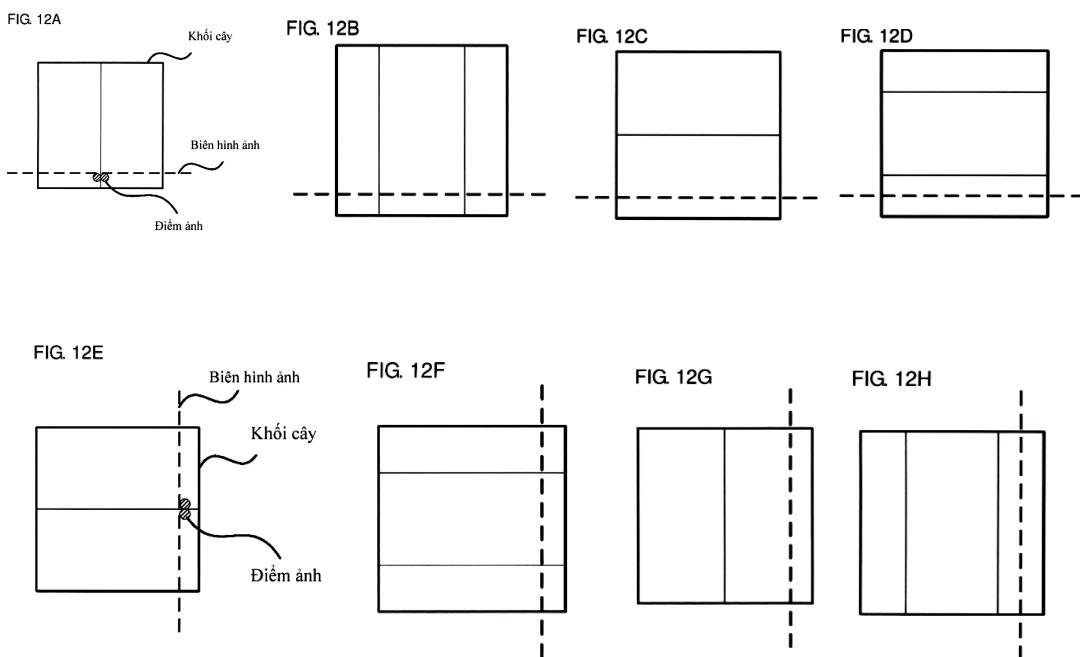 FIG. 12A
Khối cây
Biên hình ảnh
Điểm ảnh
FIG. 12B
FIG. 12C
FIG. 12D
FIG. 12E
Biên hình ảnh
Khối cây
Điểm ảnh
FIG. 12F
FIG. 12G
FIG. 12H